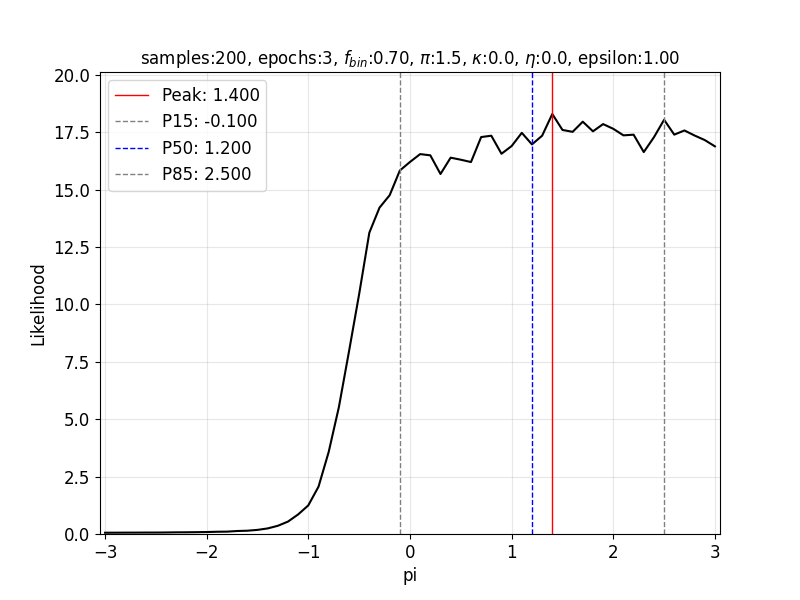 samples:200, epochs:3, f_bin:0.70, π:1.5, κ:0.0, η:0.0, epsilon:1.00
Peak: 1.400
P15: -0.100
P50: 1.200
P85: 2.500
20.0
17.5
15.0
12.5
10.0
7.5
5.0
2.5
0.0
Likelihood
−3
−2
−1
0
1
2
3
pi